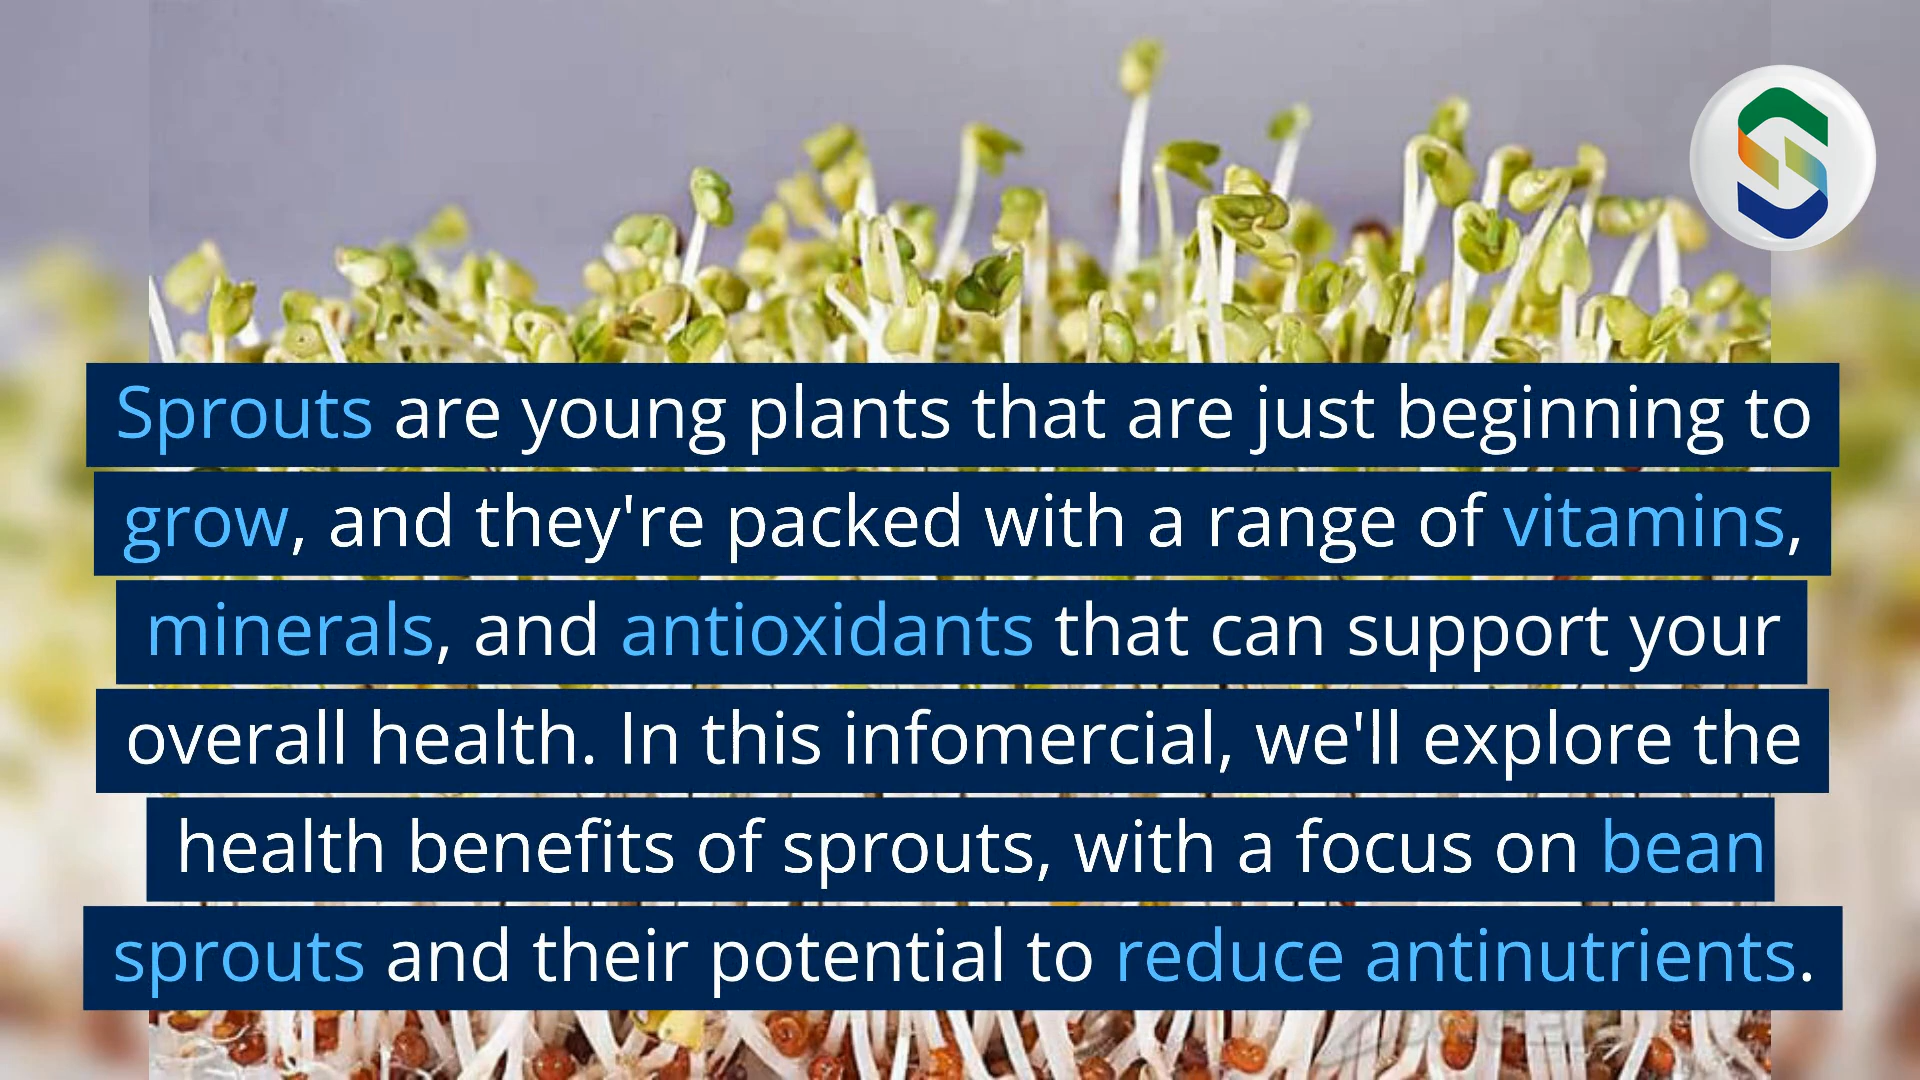 Sprouts are young plants that are just beginning to
grow, and they're packed with a range of vitamins,
minerals, and antioxidants that can support your
overall health. In this infomercial, we'll explore the
health benefits of sprouts, with a focus on bean
sprouts and their potential to reduce antinutrients.